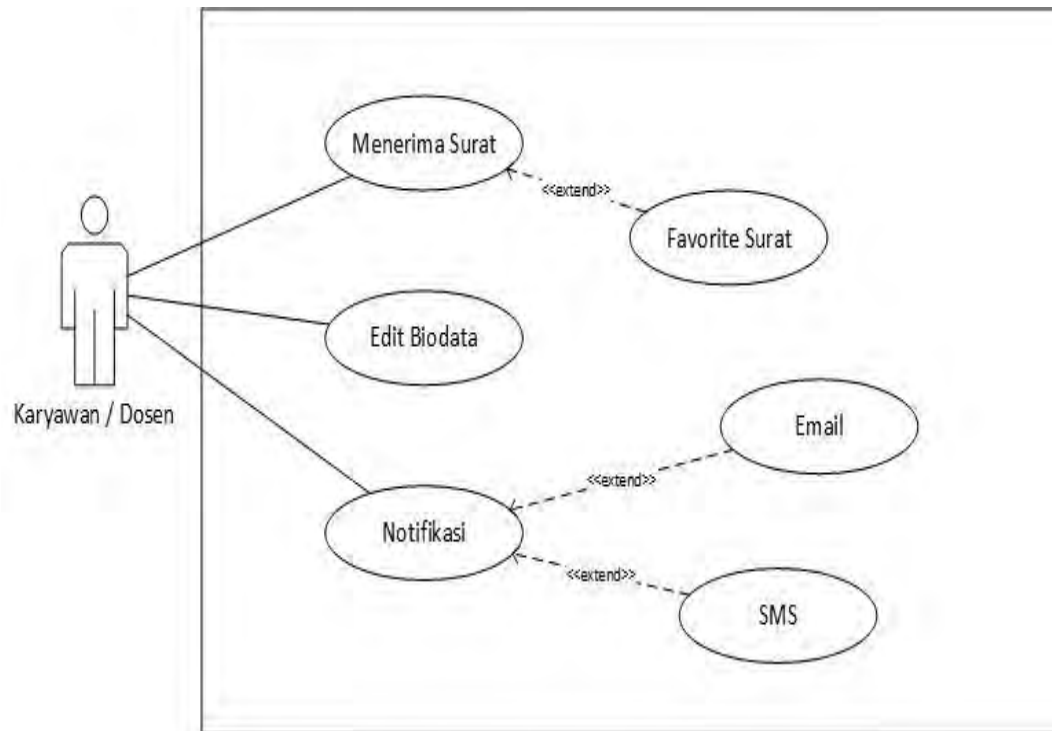 Menerima Surat
<<extend>>
Favorite Surat
Edit Biodata
Karyawan / Dosen
Email
<<extend>>
Notifikasi
<<extend>>
SMS